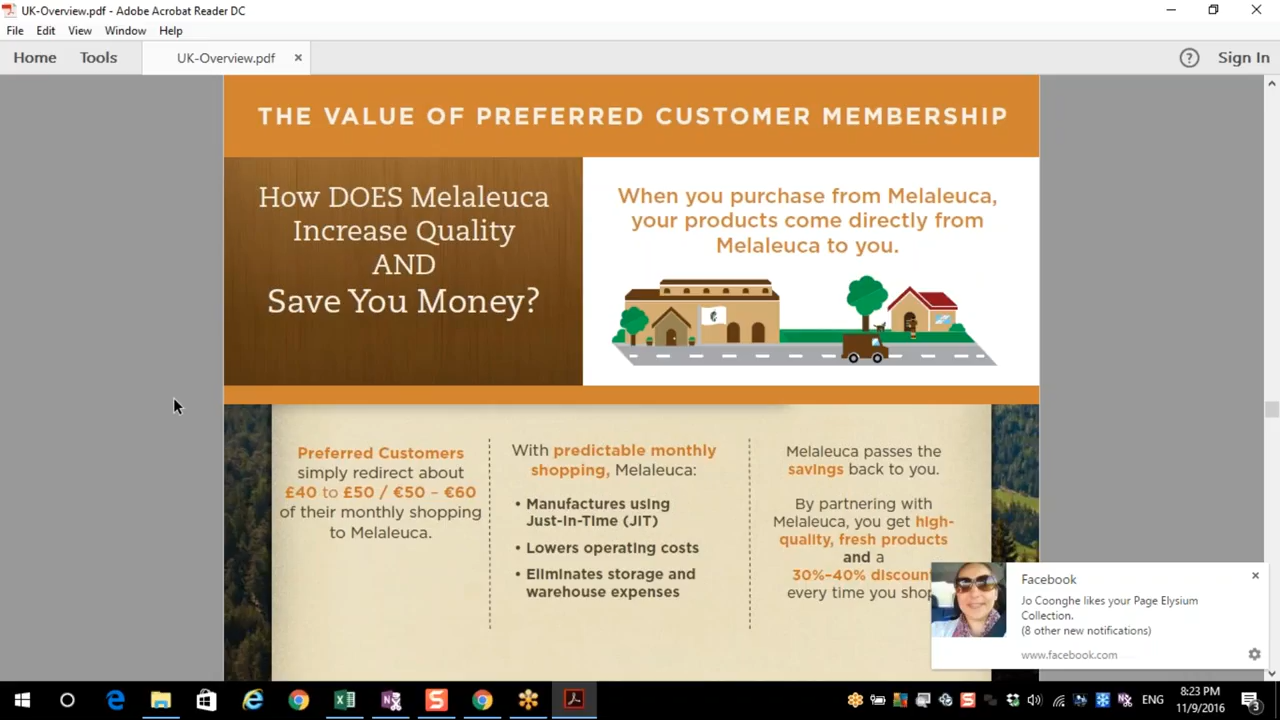 UK-Overview.pdf - Adobe Acrobat Reader DC
File Edit View Window Help
Home Tools UK-Overview.pdf × ? Sign In
THE VALUE OF PREFERRED CUSTOMER MEMBERSHIP
How DOES Melaleuca
Increase Quality
AND
Save You Money?
When you purchase from Melaleuca,
your products come directly from
Melaleuca to you.
Preferred Customers
simply redirect about
£40 to £50 / €50 – €60
of their monthly shopping
to Melaleuca.
With predictable monthly
shopping, Melaleuca:
• Manufactures using
Just-In-Time (JIT)
• Lowers operating costs
• Eliminates storage and
warehouse expenses
Melaleuca passes the
savings back to you.
By partnering with
Melaleuca, you get high-
quality, fresh products
and a
30%–40% discoun
every time you shop
Facebook
Jo Coonghe likes your Page Elysium
Collection.
(8 other new notifications)
www.facebook.com
ENG
8:23 PM
11/9/2016
3